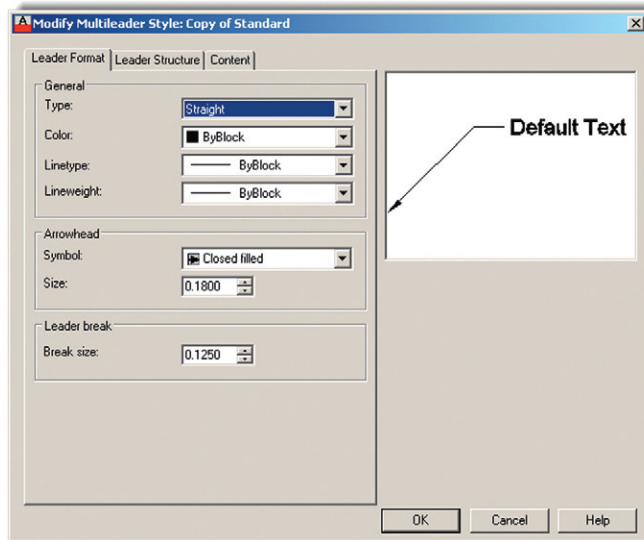 Modify Multileader Style: Copy of Standard
Leader Format Leader Structure Content
General
Type: Straight
Color: ByBlock
Linetype: ByBlock
Lineweight: ByBlock
Arrowhead
Symbol: Closed filled
Size: 0.1800
Leader break
Break size: 0.1250
Default Text
OK Cancel Help